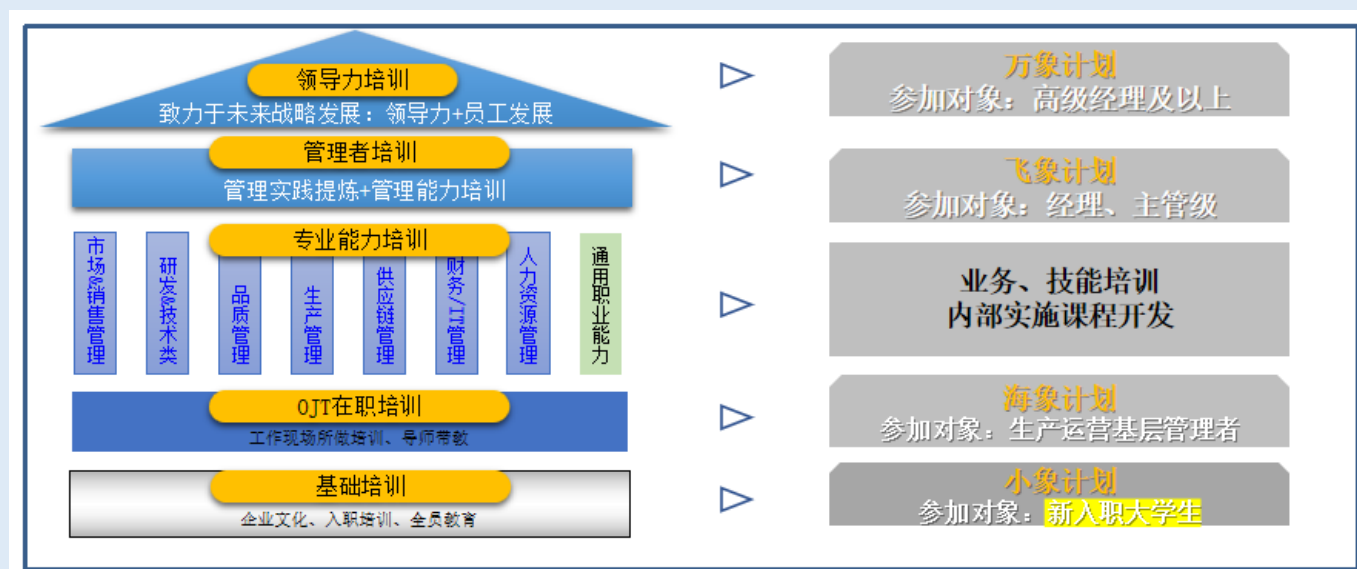 领导力培训
致力于未来战略发展：领导力+员工发展
万象计划
参加对象：高级经理及以上
管理者培训
管理实践提炼+管理能力培训
飞象计划
参加对象：经理、主管级
专业能力培训
市场&销售管理
研发&技术类
品质管理
生产管理
供应链管理
财务/IT管理
人力资源管理
通用职业能力
业务、技能培训
内部实施课程开发
OJT在职培训
工作现场所做培训、导师带教
海象计划
参加对象：生产运营基层管理者
基础培训
企业文化、入职培训、全员教育
小象计划
参加对象：新入职大学生